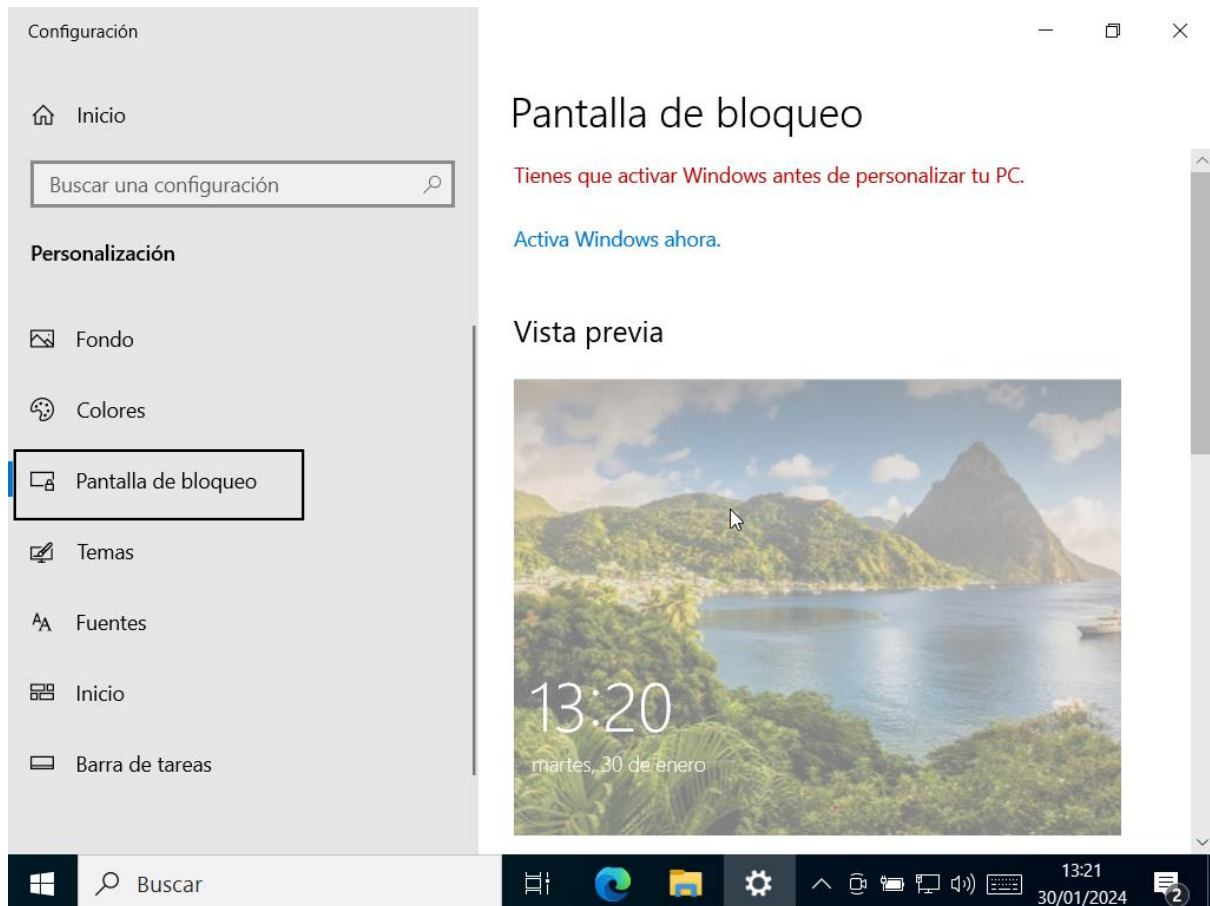 Configuración
Inicio
Buscar una configuración
Personalización
Fondo
Colores
Pantalla de bloqueo
Temas
Fuentes
Inicio
Barra de tareas
Pantalla de bloqueo
Tienes que activar Windows antes de personalizar tu PC.
Activa Windows ahora.
Vista previa
13:20
martes, 30 de enero
Buscar
13:21
30/01/2024
2